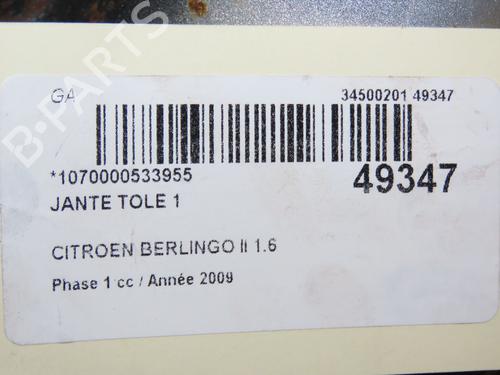 GA 34500201 49347
*1070000533955 49347
JANTE TOLE 1
CITROEN BERLINGO II 1.6
Phase 1 cc / Année 2009
B-PARTS